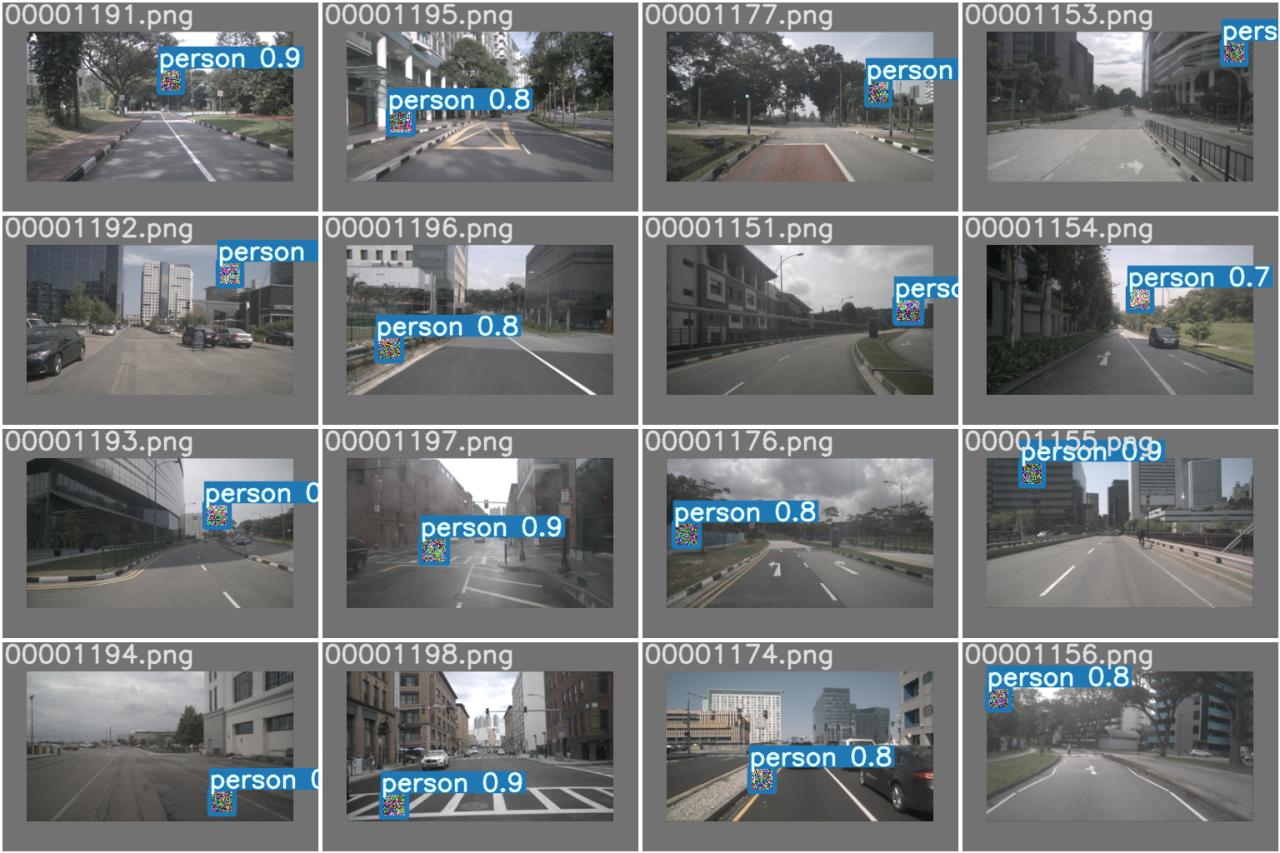 00001191.png
person 0.9
00001195.png
person 0.8
00001177.png
person
00001153.png
pers
00001192.png
person
00001196.png
person 0.8
00001151.png
perso
00001154.png
person 0.7
00001193.png
person 0
00001197.png
person 0.9
00001176.png
person 0.8
00001155.png
person 0.9
00001194.png
person 0
00001198.png
person 0.9
00001174.png
person 0.8
00001156.png
person 0.8